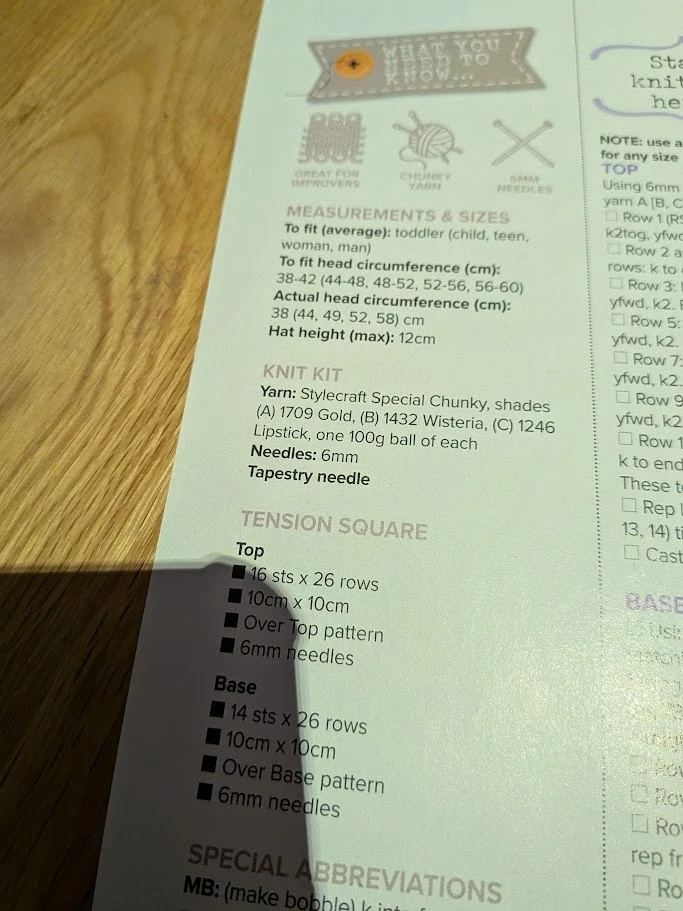 WHAT YOU
NEED TO
KNOW...
GREAT FOR
IMPROVERS
CHUNKY
YARN
6MM
NEEDLES
MEASUREMENTS & SIZES
To fit (average): toddler (child, teen,
woman, man)
To fit head circumference (cm):
38-42 (44-48, 48-52, 52-56, 56-60)
Actual head circumference (cm):
38 (44, 49, 52, 58) cm
Hat height (max): 12cm
KNIT KIT
Yarn: Stylecraft Special Chunky, shades
(A) 1709 Gold, (B) 1432 Wisteria, (C) 1246
Lipstick, one 100g ball of each
Needles: 6mm
Tapestry needle
TENSION SQUARE
Top
■ 16 sts x 26 rows
■ 10cm x 10cm
■ Over Top pattern
■ 6mm needles
Base
■ 14 sts x 26 rows
■ 10cm x 10cm
■ Over Base pattern
■ 6mm needles
SPECIAL ABBREVIATIONS
MB: (make bobble) k into
knit
NOTE: use a
for any size
TOP
Using 6mm
yarn A [B, C
□ Row 1 (RS
k2tog, yfwd
□ Row 2 a
rows: k to
□ Row 3:
yfwd, k2.
□ Row 5:
yfwd, k2.
□ Row 7:
yfwd, k2.
□ Row 9
yfwd, k2
□ Row 1
k to end
These
□ Rep
13, 14)
□ Cast
BASE
□ Row
□ Row
□ Row
rep
□ Ro